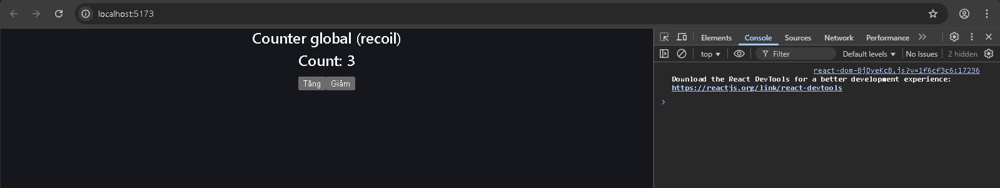 localhost:5173
Counter global (recoil)
Count: 3
Tăng Giảm
Elements Console Sources Network Performance
top Filter Default levels No Issues 2 hidden
react-dom-BjDyeKcB.js?v=1f6cf3c6:17236
Download the React DevTools for a better development experience:
https://reactjs.org/link/react-devtools